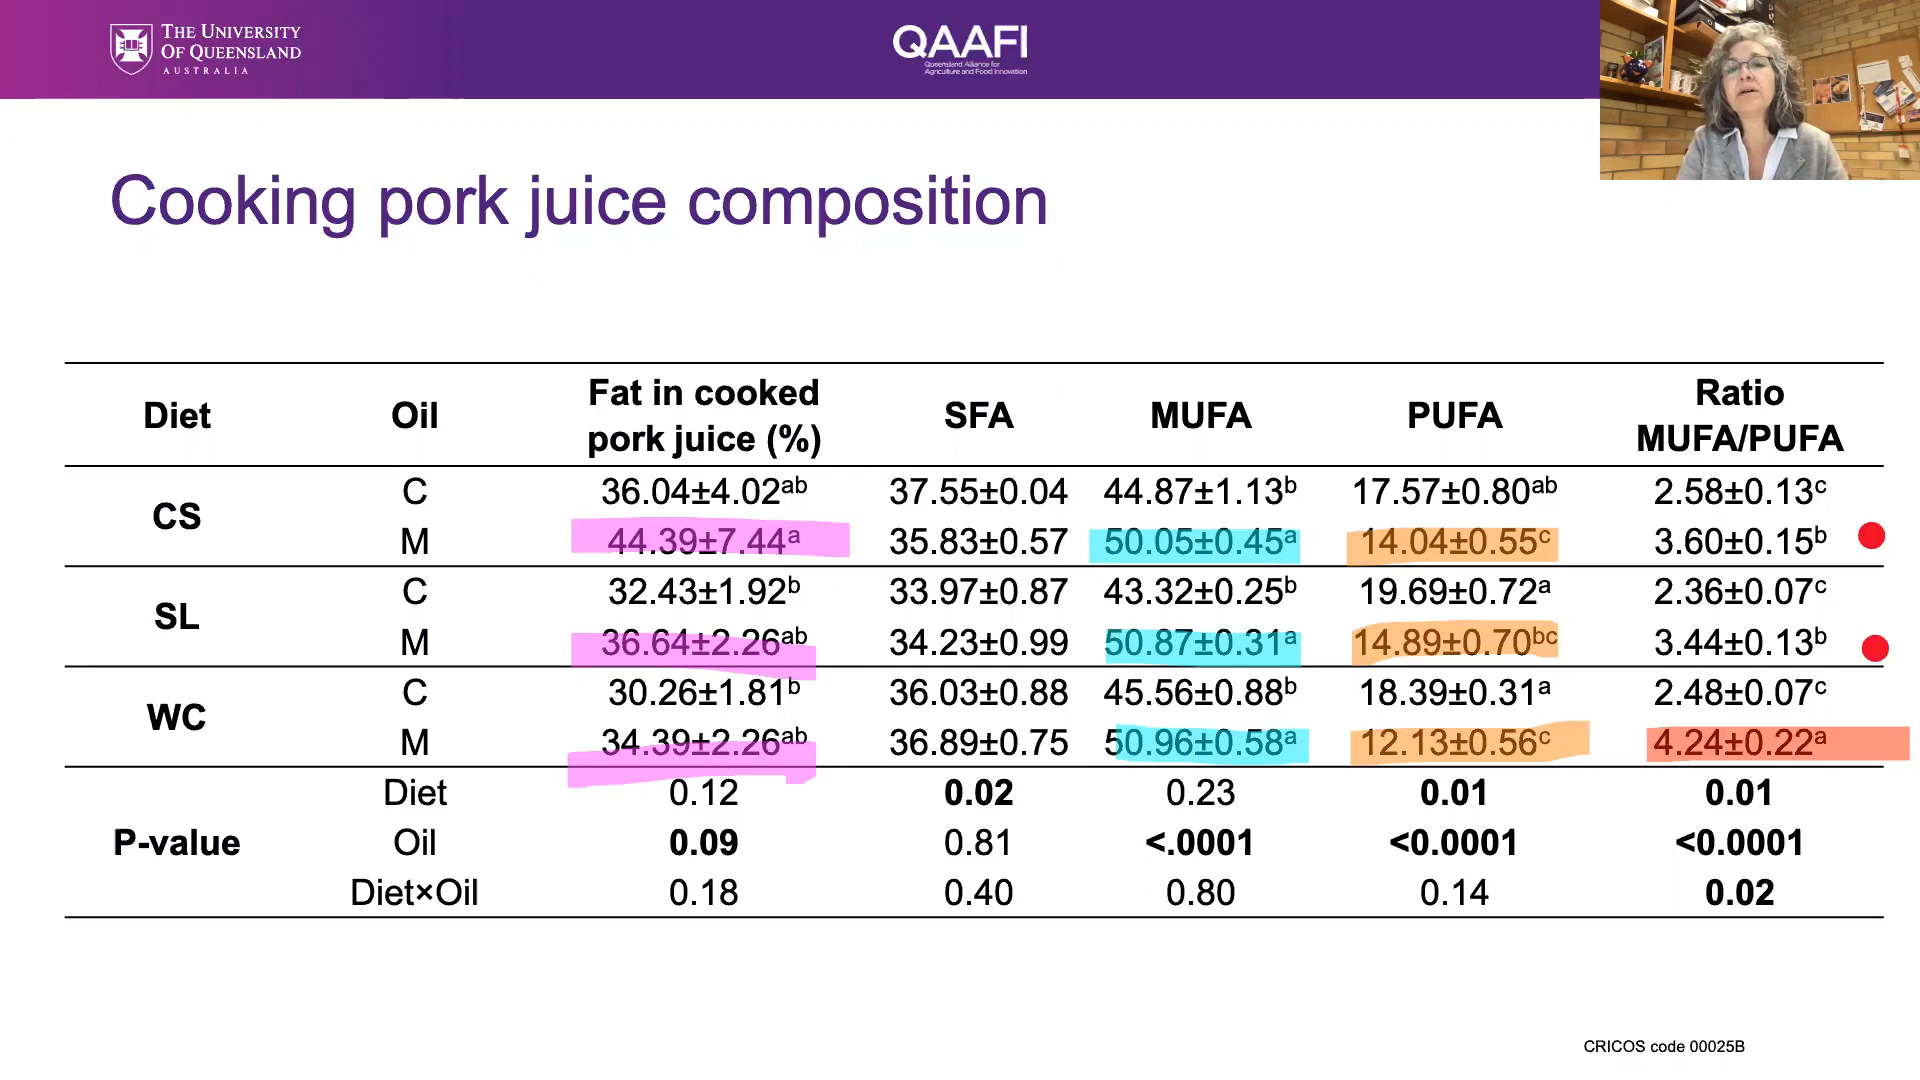 THE UNIVERSITY
OF QUEENSLAND
AUSTRALIA
QAAFI
Queensland Alliance for
Agriculture and Food Innovation
Cooking pork juice composition
Diet Oil Fat in cooked pork juice (%) SFA MUFA PUFA Ratio MUFA/PUFA
CS C 36.04±4.02ab 37.55±0.04 44.87±1.13b 17.57±0.80ab 2.58±0.13c
M 44.39±7.44a 35.83±0.57 50.05±0.45a 14.04±0.55c 3.60±0.15b
SL C 32.43±1.92b 33.97±0.87 43.32±0.25b 19.69±0.72a 2.36±0.07c
M 36.64±2.26ab 34.23±0.99 50.87±0.31a 14.89±0.70bc 3.44±0.13b
WC C 30.26±1.81b 36.03±0.88 45.56±0.88b 18.39±0.31a 2.48±0.07c
M 34.39±2.26ab 36.89±0.75 50.96±0.58a 12.13±0.56c 4.24±0.22a
P-value Diet 0.12 0.02 0.23 0.01 0.01
Oil 0.09 0.81 <.0001 <0.0001 <0.0001
Diet×Oil 0.18 0.40 0.80 0.14 0.02
CRICOS code 00025B